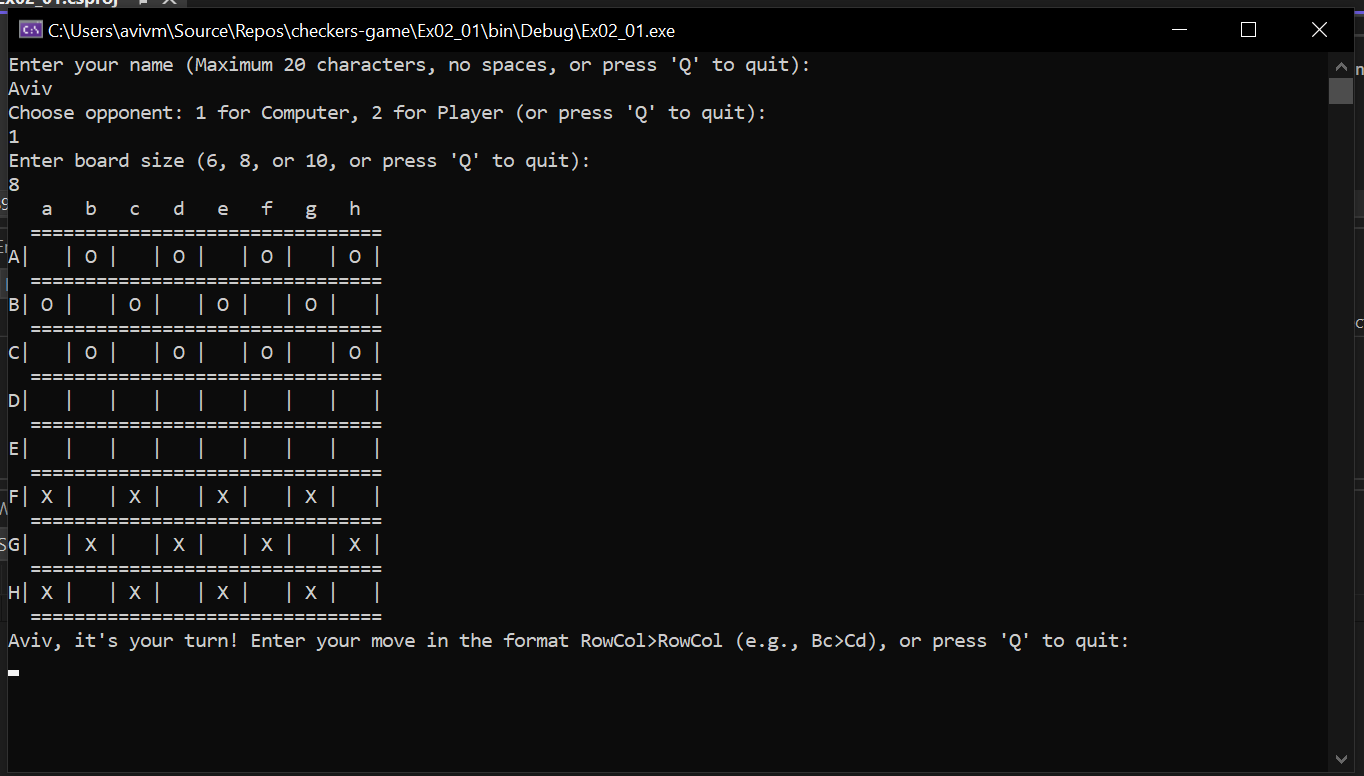 Ex02_01.csproj
C:\Users\avivm\Source\Repos\checkers-game\Ex02_01\bin\Debug\Ex02_01.exe
Enter your name (Maximum 20 characters, no spaces, or press 'Q' to quit):
Aviv
Choose opponent: 1 for Computer, 2 for Player (or press 'Q' to quit):
1
Enter board size (6, 8, or 10, or press 'Q' to quit):
8
   a   b   c   d   e   f   g   h
  ================================
A|   | O |   | O |   | O |   | O |
  ================================
B| O |   | O |   | O |   | O |   |
  ================================
C|   | O |   | O |   | O |   | O |
  ================================
D|   |   |   |   |   |   |   |   |
  ================================
E|   |   |   |   |   |   |   |   |
  ================================
F| X |   | X |   | X |   | X |   |
  ================================
G|   | X |   | X |   | X |   | X |
  ================================
H| X |   | X |   | X |   | X |   |
  ================================
Aviv, it's your turn! Enter your move in the format RowCol>RowCol (e.g., Bc>Cd), or press 'Q' to quit: